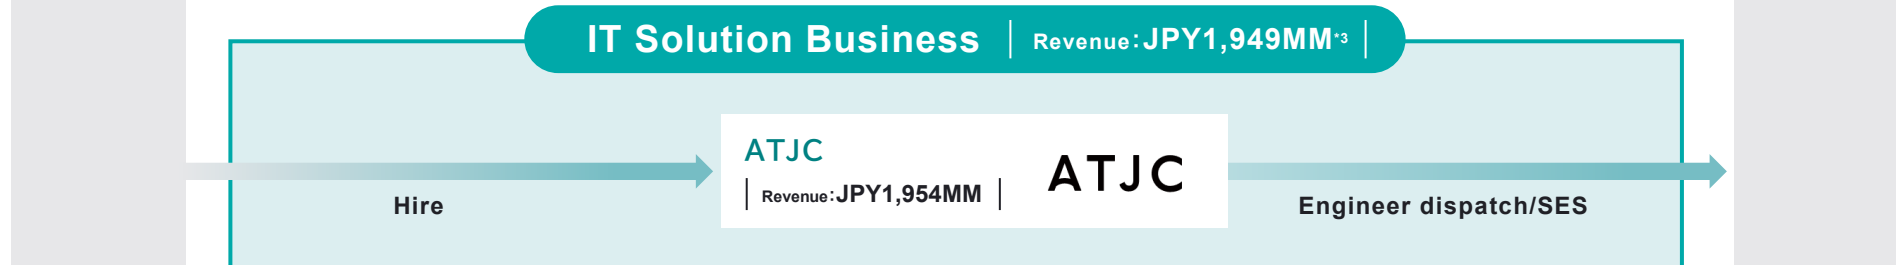 IT Solution Business Revenue:JPY1,949MM*3
ATJC
Revenue:JPY1,954MM
ATJC
Hire
Engineer dispatch/SES